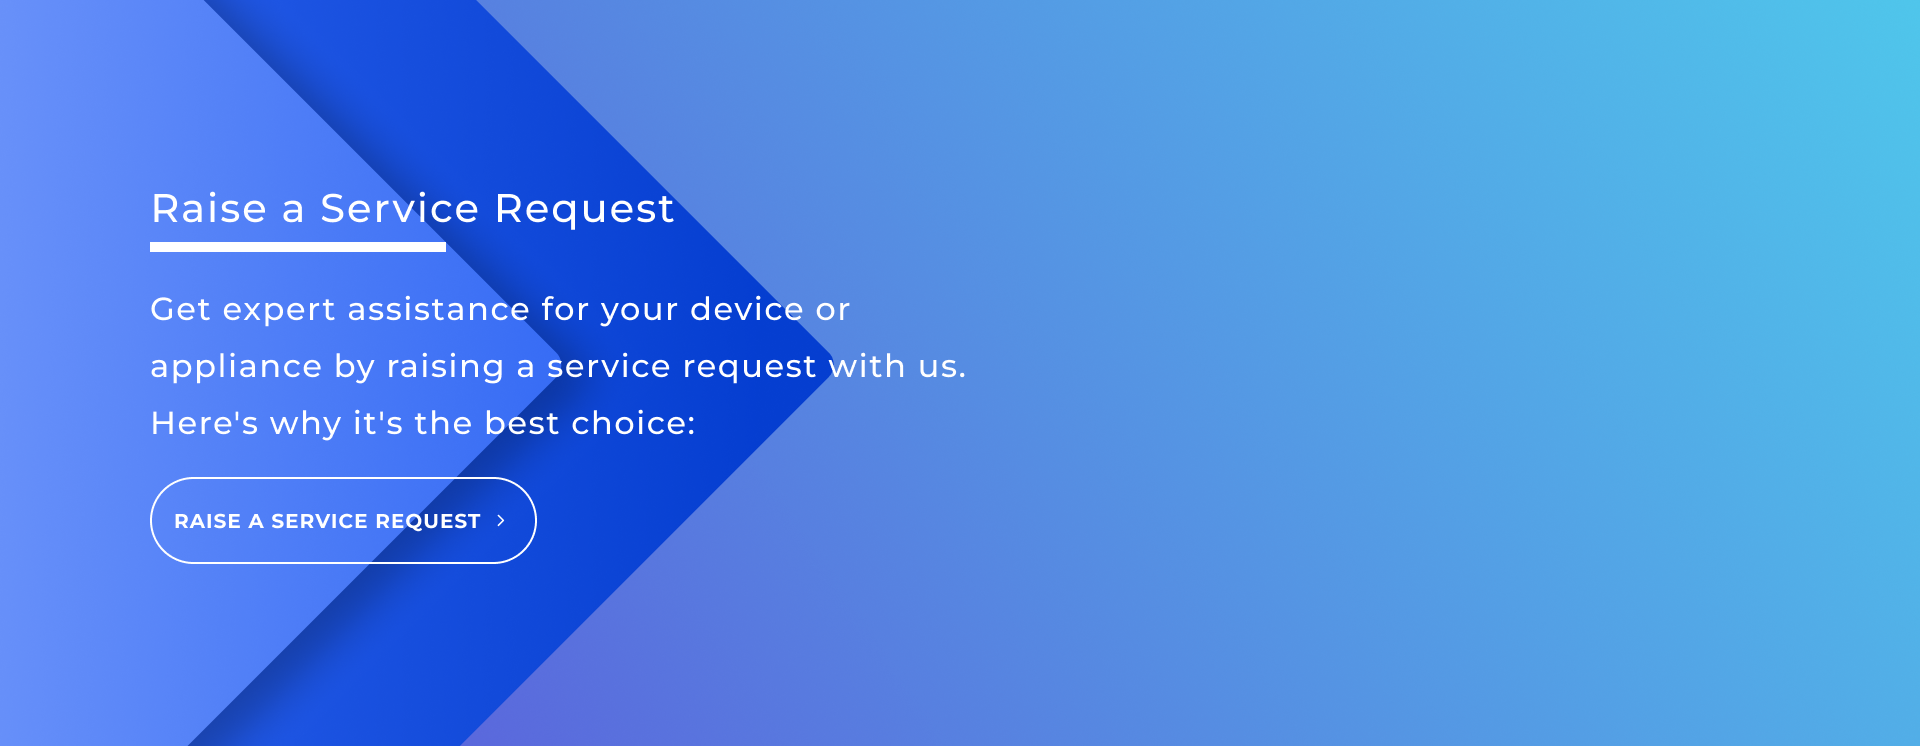 Raise a Service Request
Get expert assistance for your device or
appliance by raising a service request with us.
Here's why it's the best choice:
RAISE A SERVICE REQUEST